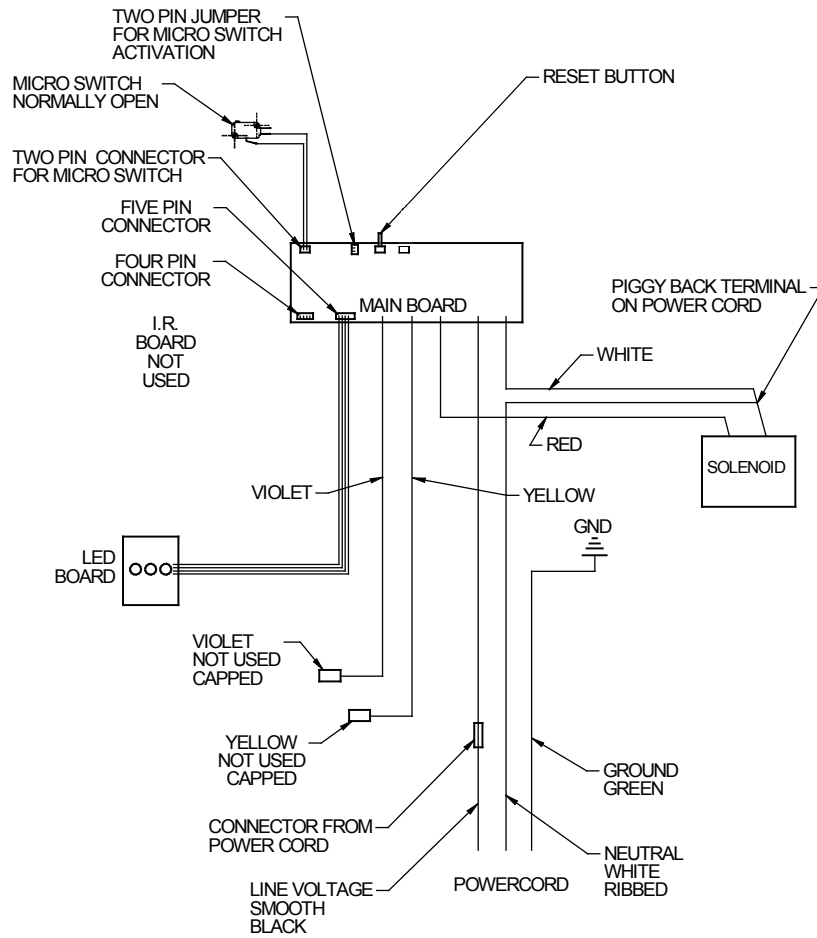 TWO PIN JUMPER
FOR MICRO SWITCH
ACTIVATION
RESET BUTTON
MICRO SWITCH
NORMALLY OPEN
TWO PIN CONNECTOR
FOR MICRO SWITCH
FIVE PIN
CONNECTOR
FOUR PIN
CONNECTOR
MAIN BOARD
PIGGY BACK TERMINAL
ON POWER CORD
I.R.
BOARD
NOT
USED
WHITE
RED
SOLENOID
VIOLET
YELLOW
GND
LED
BOARD
VIOLET
NOT USED
CAPPED
YELLOW
NOT USED
CAPPED
GROUND
GREEN
CONNECTOR FROM
POWER CORD
NEUTRAL
WHITE
RIBBED
LINE VOLTAGE
SMOOTH
BLACK
POWERCORD